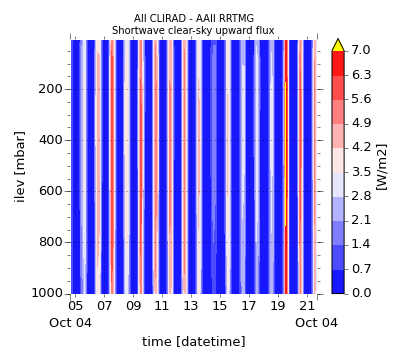 All CLIRAD - AAll RRTMG
Shortwave clear-sky upward flux
ilev [mbar]
200
400
600
800
1000
05 07 09 11 13 15 17 19 21
Oct 04 Oct 04
time [datetime]
7.0
6.3
5.6
4.9
4.2
3.5
2.8
2.1
1.4
0.7
0.0
[W/m2]